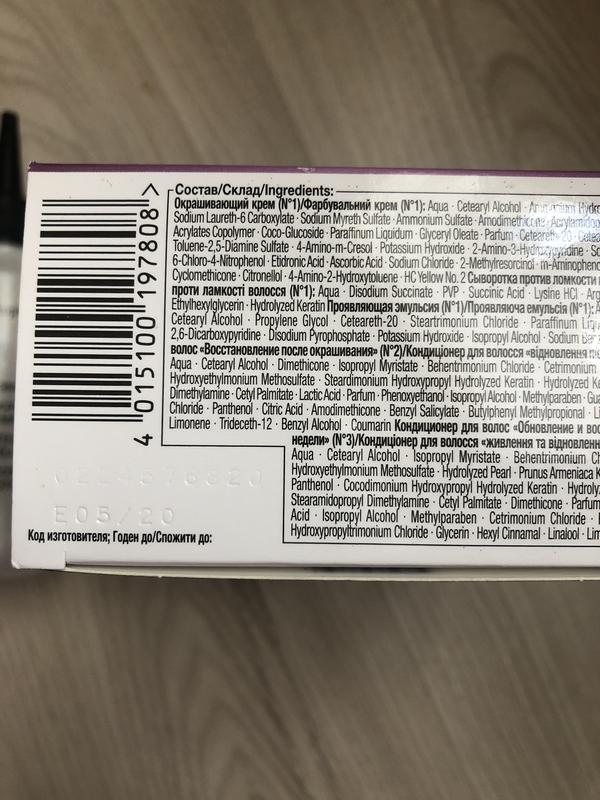 Состав/Склад/Ingredients:
Окрашивающий крем (N°1)/Фарбувальний крем (N°1): Aqua · Cetearyl Alcohol ·
Sodium Laureth-6 Carboxylate · Sodium Myreth Sulfate · Ammonium Sulfate · Amodimethicone ·
Acrylates Copolymer · Coco-Glucoside · Paraffinum Liquidum · Glyceryl Oleate · Parfum · Ceteareth-20 ·
Toluene-2,5-Diamine Sulfate · 4-Amino-m-Cresol · Potassium Hydroxide · 2-Amino-3-Hydroxypyridine ·
6-Chloro-4-Nitrophenol · Etidronic Acid · Ascorbic Acid · Sodium Chloride · 2-Methylresorcinol ·
Cyclomethicone · Citronellol · 4-Amino-2-Hydroxytoluene · HC Yellow No. 2 Сыворотка против ломкости
проти ламкості волосся (N°1): Aqua · Disodium Succinate · PVP · Succinic Acid · Lysine HCl ·
Ethylhexylglycerin · Hydrolyzed Keratin Проявляющая эмульсия (N°1)/Проявляюча емульсія (N°1):
Cetearyl Alcohol · Propylene Glycol · Ceteareth-20 · Steartrimonium Chloride · Paraffinum
2,6-Dicarboxypyridine · Disodium Pyrophosphate · Potassium Hydroxide · Isopropyl Alcohol · Sodium
волос «Восстановление после окрашивания» (N°2)/Кондиціонер для волосся «відновлення
Aqua · Cetearyl Alcohol · Dimethicone · Isopropyl Myristate · Behentrimonium Chloride · Cetrimonium
Hydroxyethylmonium Methosulfate · Steardimonium Hydroxypropyl Hydrolyzed Keratin · Hydrolyzed
Dimethylamine · Cetyl Palmitate · Lactic Acid · Parfum · Phenoxyethanol · Isopropyl Alcohol · Methylparaben ·
Chloride · Panthenol · Citric Acid · Amodimethicone · Benzyl Salicylate · Butylphenyl Methylpropional ·
Limonene · Trideceth-12 · Benzyl Alcohol · Coumarin Кондиционер для волос «Обновление и
недели» (N°3)/Кондиціонер для волосся «живлення та
Aqua · Cetearyl Alcohol · Isopropyl Myristate · Behentrimonium
Hydroxyethylmonium Methosulfate · Hydrolyzed Pearl · Prunus Armeniaca
Panthenol · Cocodimonium Hydroxypropyl Hydrolyzed Keratin ·
Stearamidopropyl Dimethylamine · Cetyl Palmitate · Dimethicone · Parfum
Acid · Isopropyl Alcohol · Methylparaben · Cetrimonium Chloride ·
Hydroxypropyltrimonium Chloride · Glycerin · Hexyl Cinnamal · Linalool ·
4 015100 197808 >
E05/20
Код изготовителя; Годен до/Спожити до: